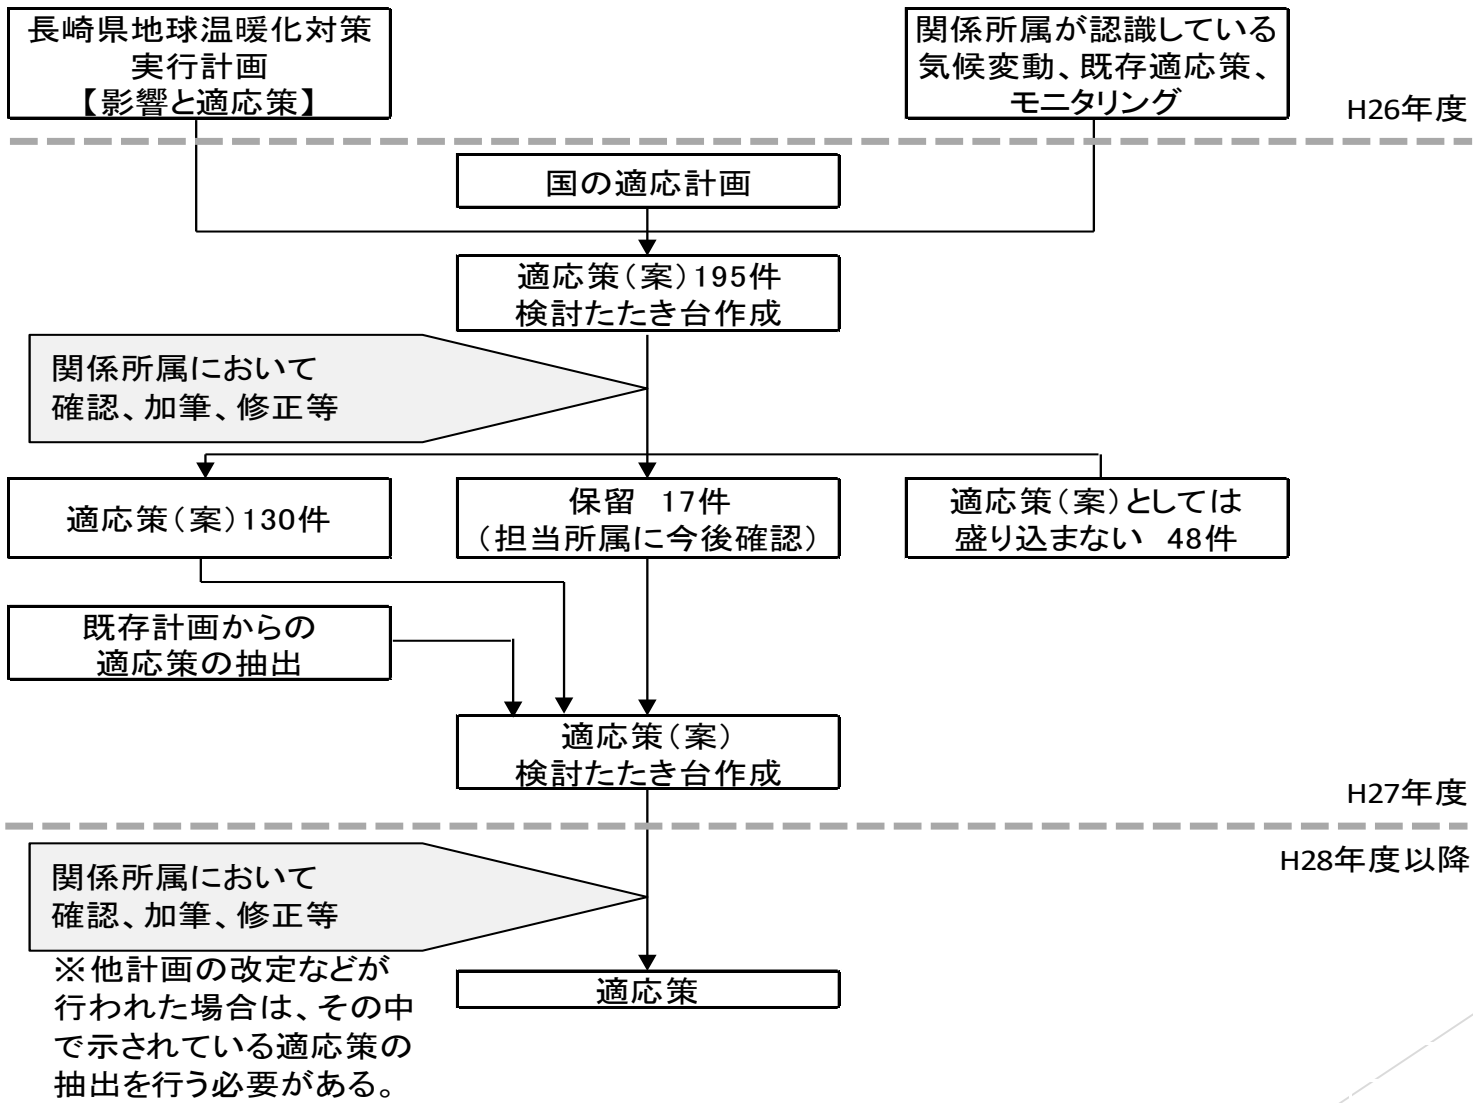 長崎県地球温暖化対策
実行計画
【影響と適応策】
関係所属が認識している
気候変動、既存適応策、
モニタリング
H26年度
国の適応計画
適応策（案）195件
検討たたき台作成
関係所属において
確認、加筆、修正等
適応策（案）130件
保留　17件
（担当所属に今後確認）
適応策（案）としては
盛り込まない　48件
既存計画からの
適応策の抽出
適応策（案）
検討たたき台作成
H27年度
H28年度以降
関係所属において
確認、加筆、修正等
※他計画の改定などが
行われた場合は、その中
で示されている適応策の
抽出を行う必要がある。
適応策